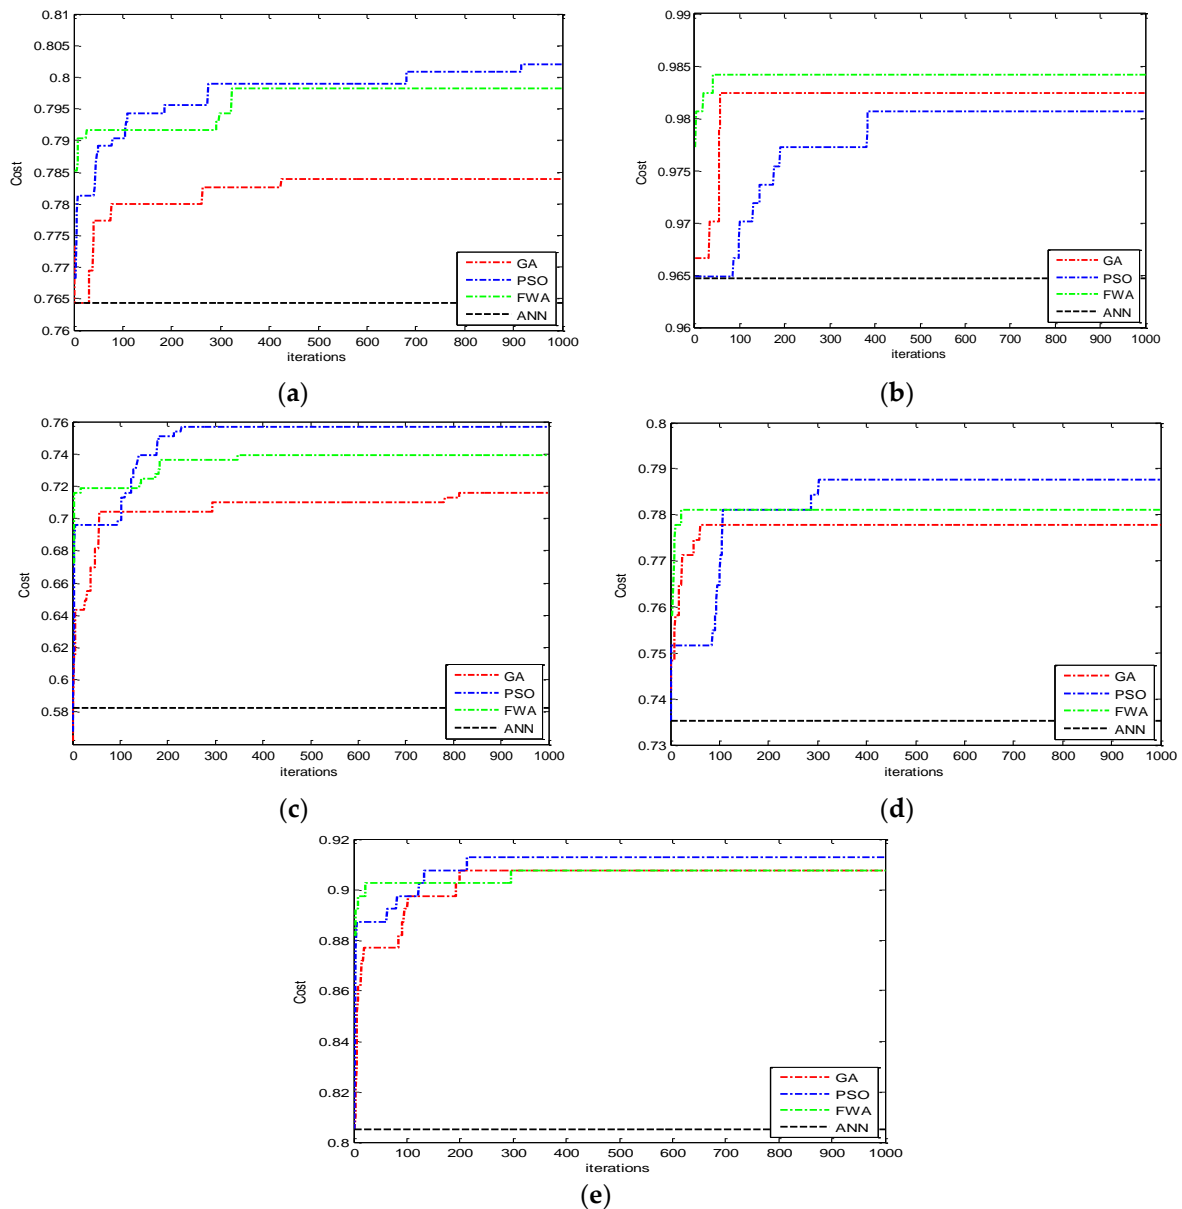 0.81
0.805
0.8
0.795
0.79
0.785
0.78
0.775
0.77
0.765
0.76
Cost
0 100 200 300 400 500 600 700 800 900 1000
iterations
GA
PSO
FWA
ANN
(a)
0.99
0.985
0.98
0.975
0.97
0.965
0.96
Cost
0 100 200 300 400 500 600 700 800 900 1000
iterations
GA
PSO
FWA
ANN
(b)
0.76
0.74
0.72
0.7
0.68
0.66
0.64
0.62
0.6
0.58
Cost
0 100 200 300 400 500 600 700 800 900 1000
iterations
GA
PSO
FWA
ANN
(c)
0.8
0.79
0.78
0.77
0.76
0.75
0.74
0.73
Cost
0 100 200 300 400 500 600 700 800 900 1000
iterations
GA
PSO
FWA
ANN
(d)
0.92
0.9
0.88
0.86
0.84
0.82
0.8
Cost
0 100 200 300 400 500 600 700 800 900 1000
iterations
GA
PSO
FWA
ANN
(e)